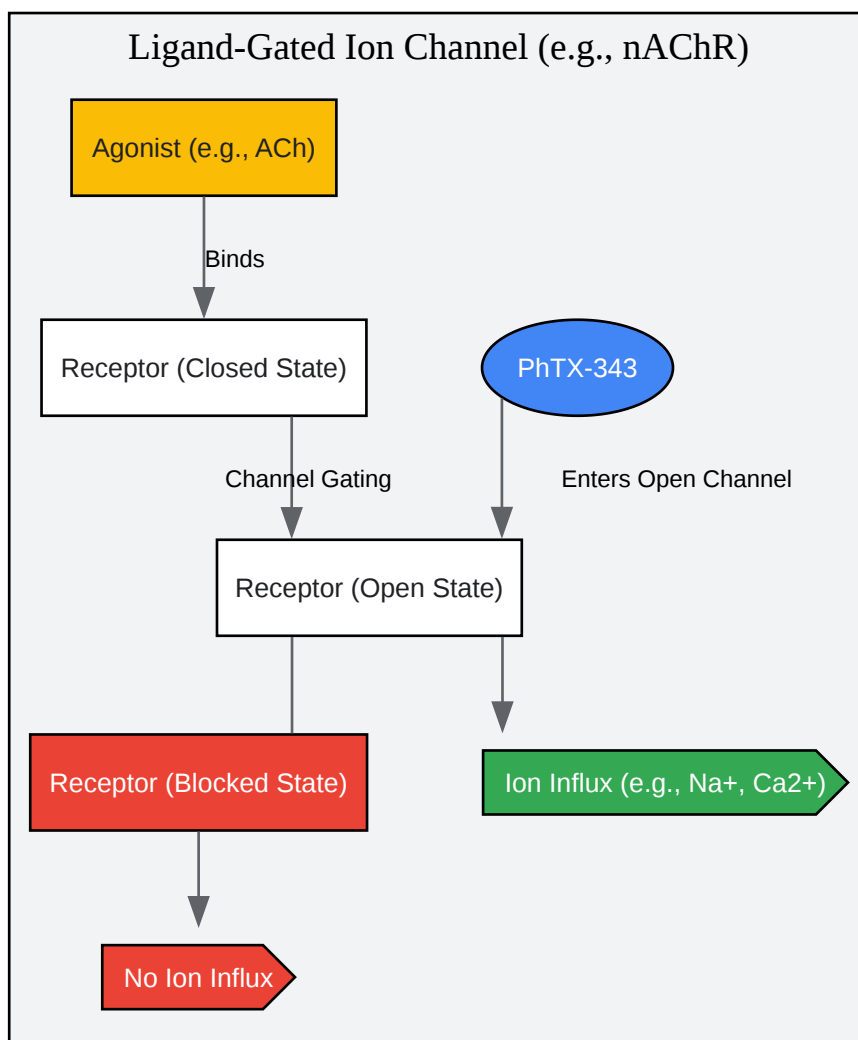 Ligand-Gated Ion Channel (e.g., nAChR)
Agonist (e.g., ACh)
Binds
Receptor (Closed State)
PhTX-343
Channel Gating
Enters Open Channel
Receptor (Open State)
Receptor (Blocked State)
Ion Influx (e.g., Na+, Ca2+)
No Ion Influx